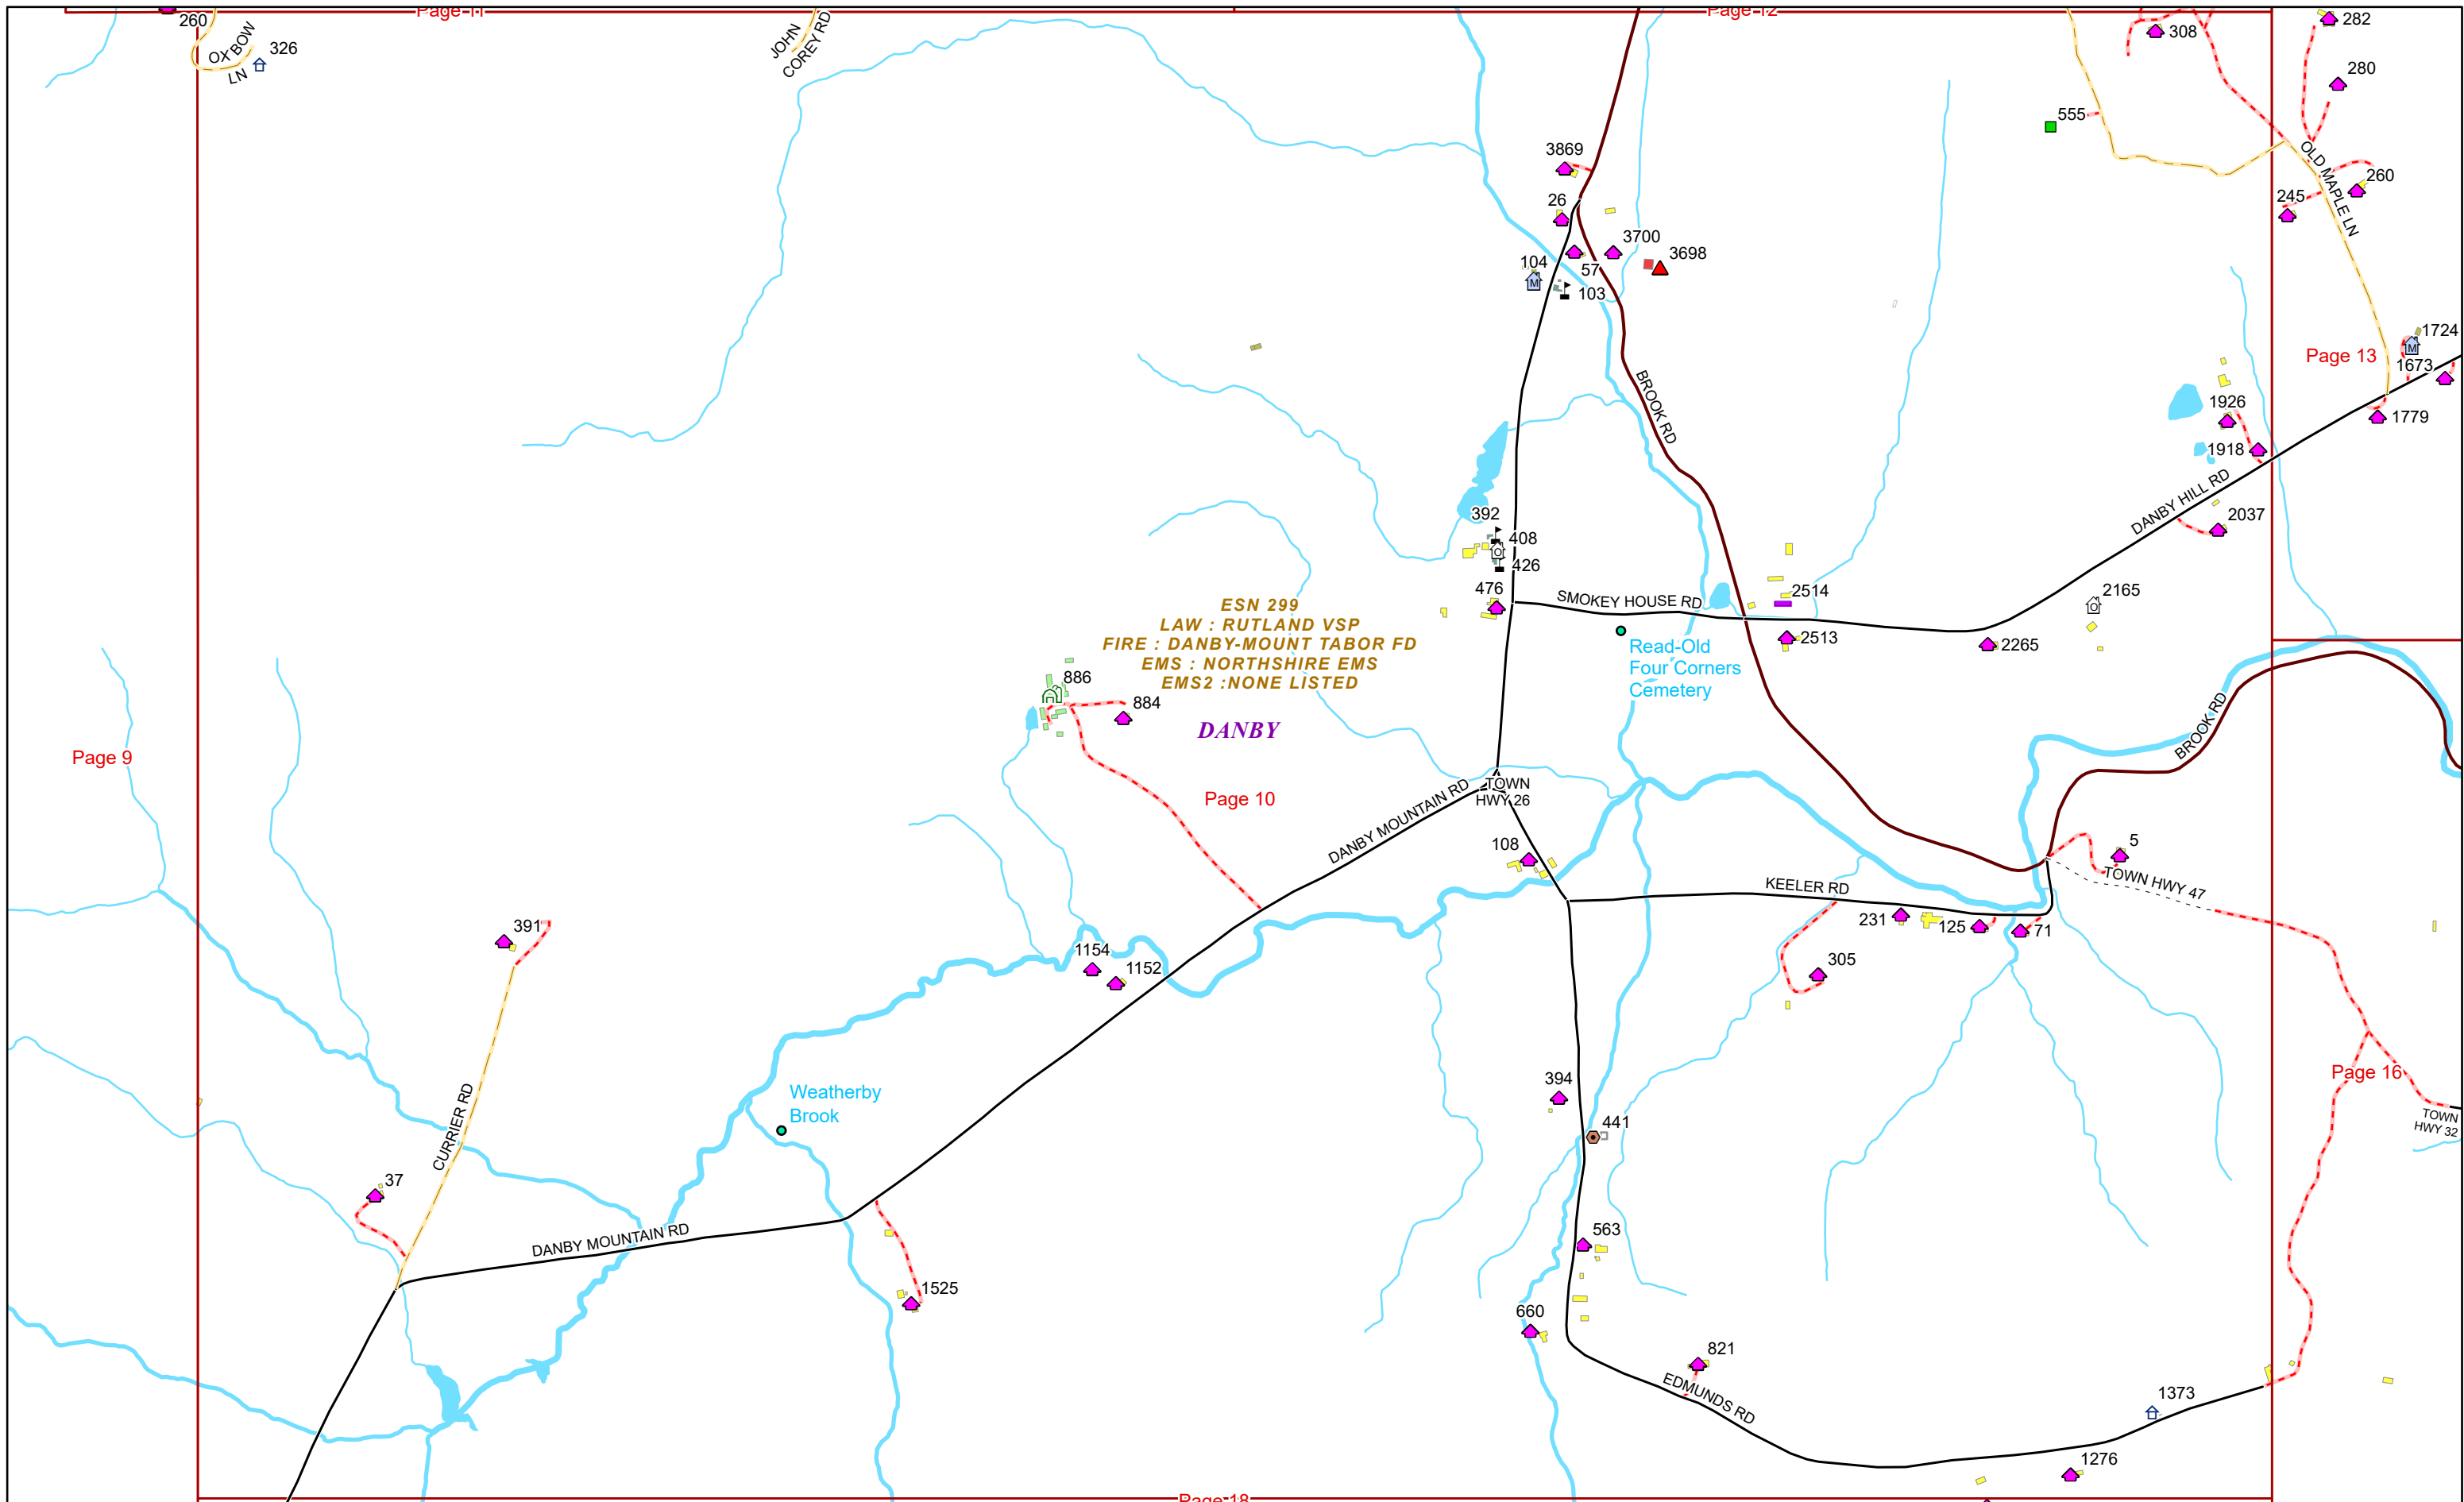 Page 11
Page 12
260
OX BOW
LN
326
JOHN
COREY RD
308
282
280
555
OLD MAPLE LN
260
245
3869
26
3700
3698
57
104
103
1724
Page 13
1673
1779
BROOK RD
1926
1918
DANBY HILL RD
2037
392
408
426
476
SMOKEY HOUSE RD
2514
2165
2513
2265
Read-Old
Four Corners
Cemetery
ESN 299
LAW : RUTLAND VSP
FIRE : DANBY-MOUNT TABOR FD
EMS : NORTHSHIRE EMS
EMS2 :NONE LISTED
886
884
DANBY
Page 9
Page 10
BROOK RD
DANBY MOUNTAIN RD
TOWN
HWY 26
108
5
TOWN HWY 47
KEELER RD
231
125
71
391
1154
1152
305
Page 16
TOWN
HWY 32
Weatherby
Brook
394
441
CURRIER RD
37
DANBY MOUNTAIN RD
563
1525
660
821
EDMUNDS RD
1373
1276
Page 18